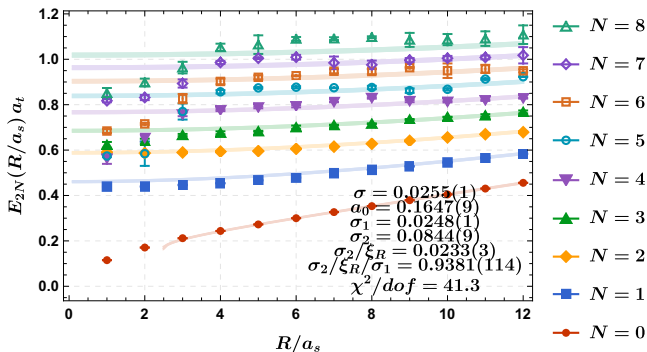 1.2
1.0
0.8
0.6
0.4
0.2
0.0
E_{2N}(R/a_s) a_t
0 2 4 6 8 10 12
R/a_s
σ = 0.0255(1)
a_0 = 0.1647(9)
σ_1 = 0.0248(1)
σ_2 = 0.0844(9)
σ_2/ξ_R = 0.0233(3)
σ_2/ξ_R/σ_1 = 0.9381(114)
χ²/dof = 41.3
N = 8
N = 7
N = 6
N = 5
N = 4
N = 3
N = 2
N = 1
N = 0